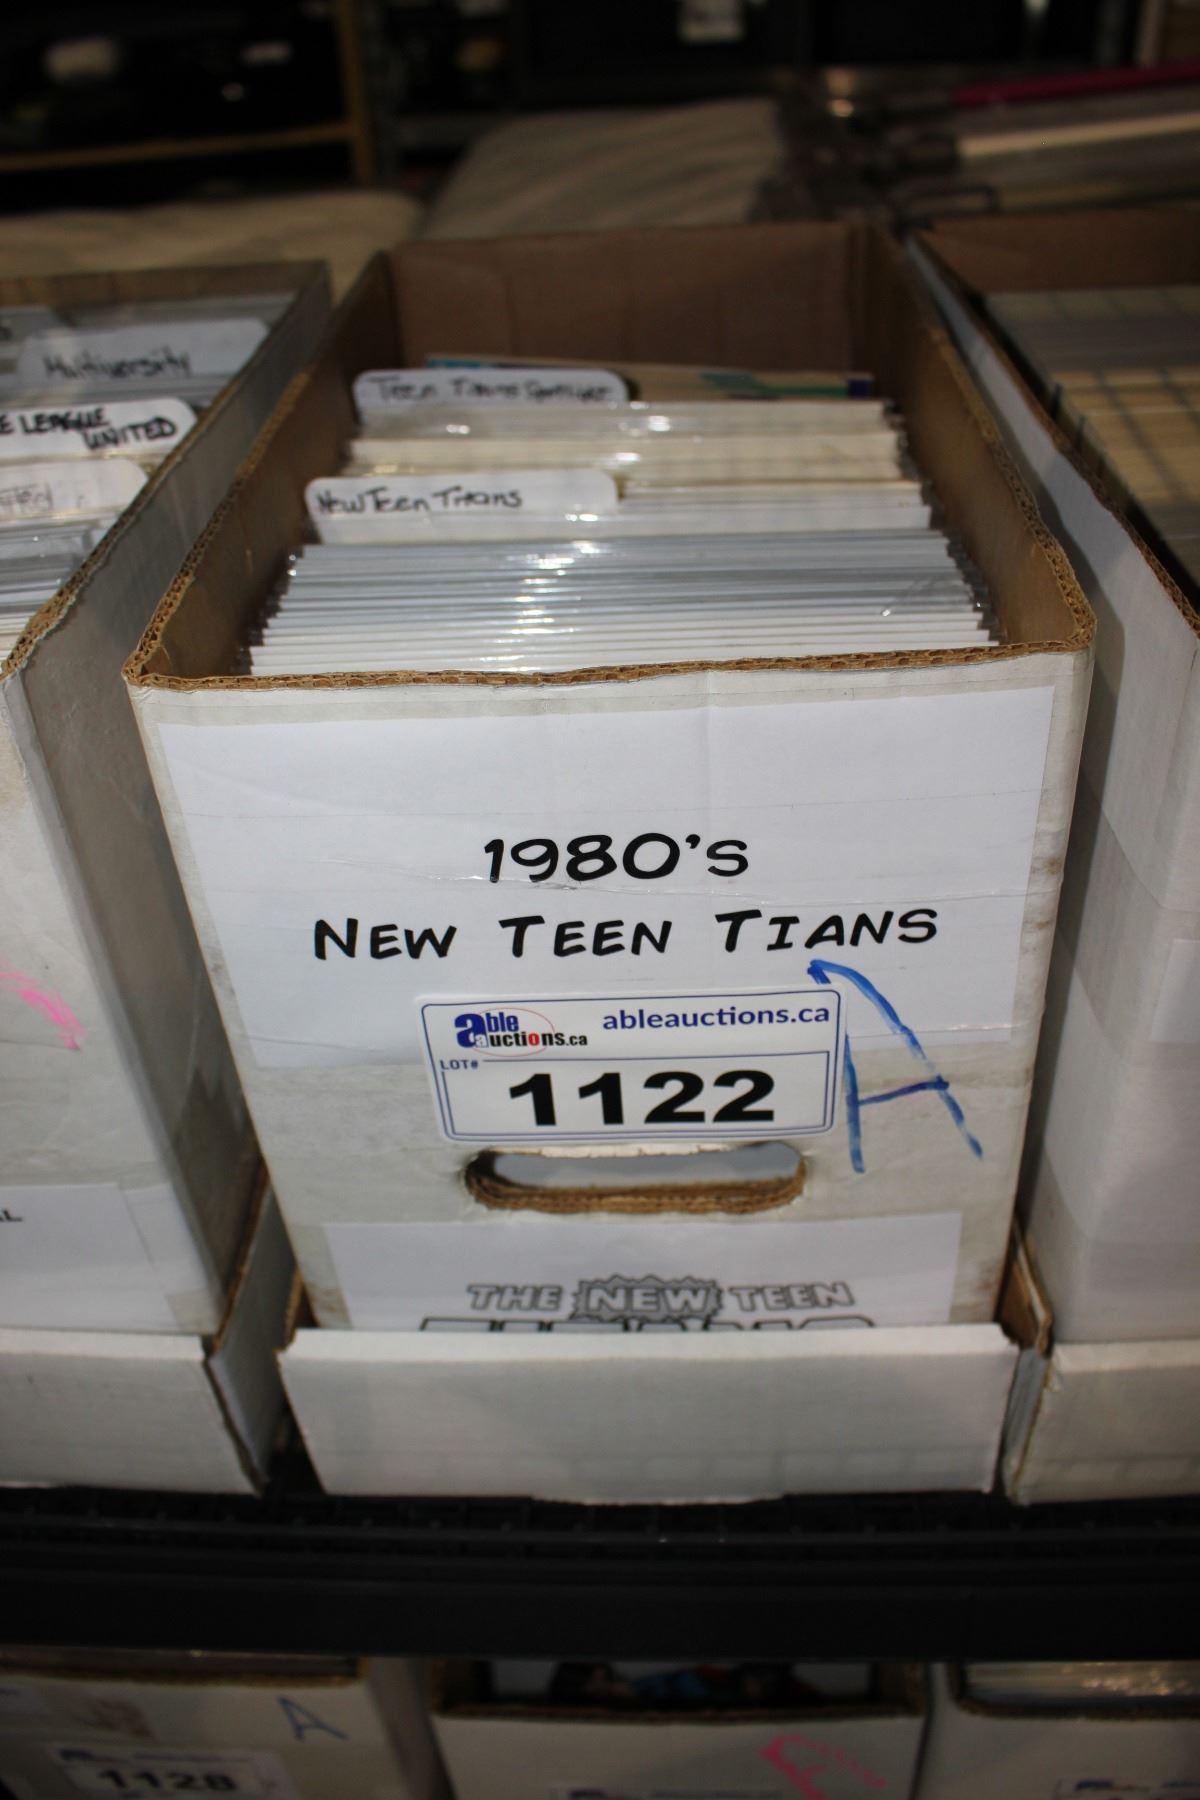 Multiversity
E LEAGUE
UNITED
Teen Titans Spotlight
New Teen Titans
1980's
NEW TEEN TIANS
A
able
auctions.ca
ableauctions.ca
LOT#
1122
THE NEW TEEN
A
1128